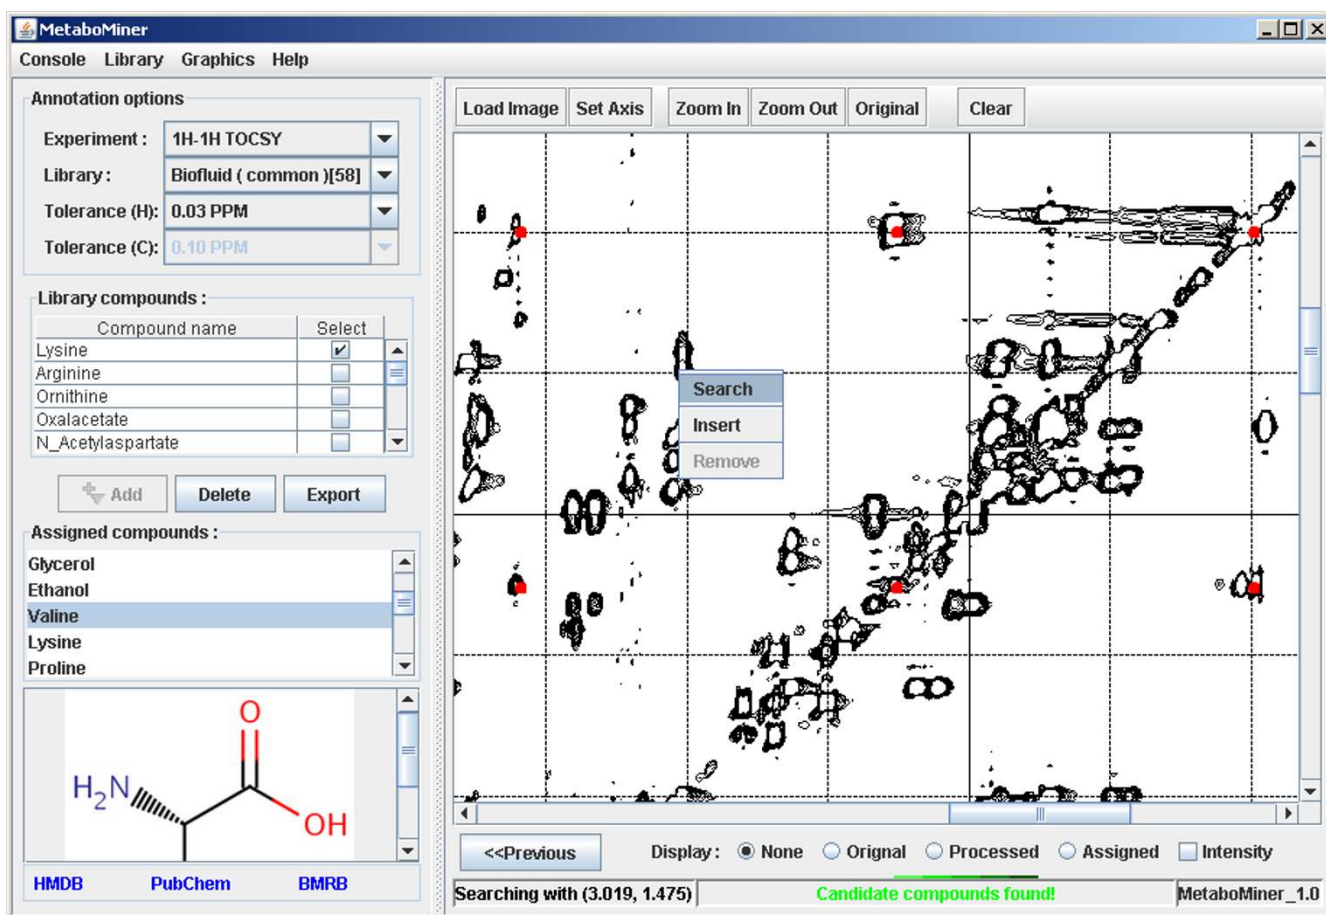 MetaboMiner
Console Library Graphics Help
Annotation options
Experiment : 1H-1H TOCSY
Library : Biofluid ( common )[58]
Tolerance (H): 0.03 PPM
Tolerance (C): 0.10 PPM
Library compounds :
Compound name Select
Lysine
Arginine
Ornithine
Oxalacetate
N_Acetylaspartate
Add Delete Export
Assigned compounds :
Glycerol
Ethanol
Valine
Lysine
Proline
O
H2N
OH
HMDB PubChem BMRB
Load Image Set Axis Zoom In Zoom Out Original Clear
Search
Insert
Remove
<<Previous Display : None Orignal Processed Assigned Intensity
Searching with (3.019, 1.475) Candidate compounds found! MetaboMiner_1.0